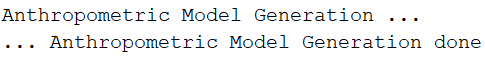 Anthropometric Model Generation ...
... Anthropometric Model Generation done